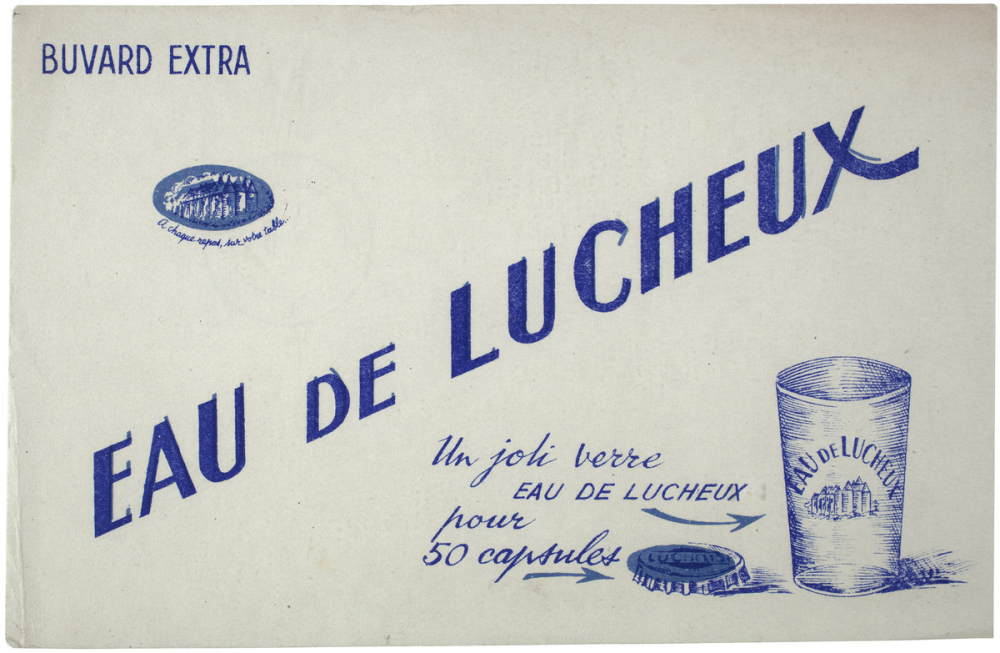 BUVARD EXTRA
A chaque repas, sur votre table!
EAU DE LUCHEUX
Un joli verre
EAU DE LUCHEUX
pour
50 capsules
LUCHEUX
EAU DE LUCHEUX